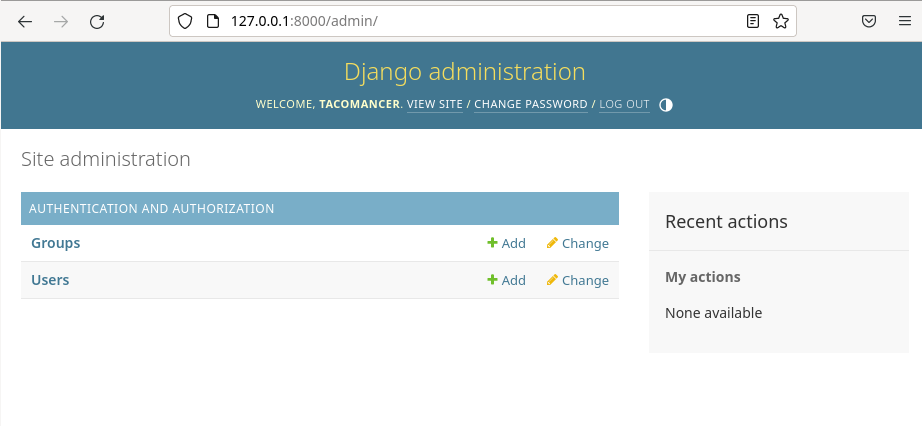 127.0.0.1:8000/admin/
Django administration
WELCOME, TACOMANCER. VIEW SITE / CHANGE PASSWORD / LOG OUT
Site administration
AUTHENTICATION AND AUTHORIZATION
Groups Add Change
Users Add Change
Recent actions
My actions
None available